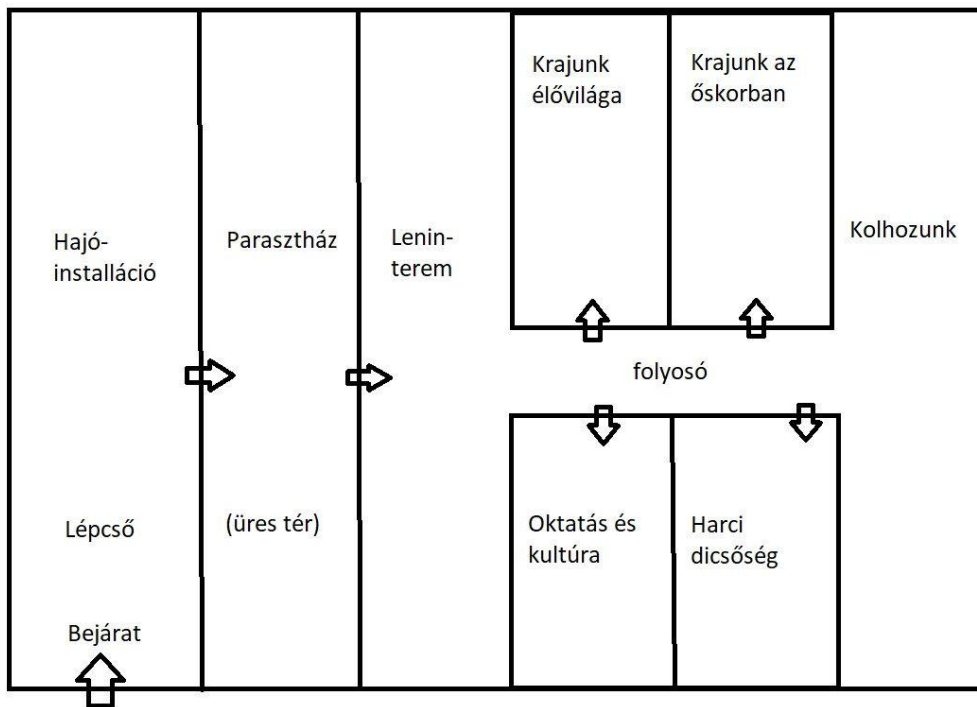 Krajunk
élővilága
Krajunk az
őskorban
Hajó-
installáció
Parasztház
Lenin-
terem
Kolhozunk
folyosó
Lépcső
(üres tér)
Oktatás és
kultúra
Harci
dicsőség
Bejárat